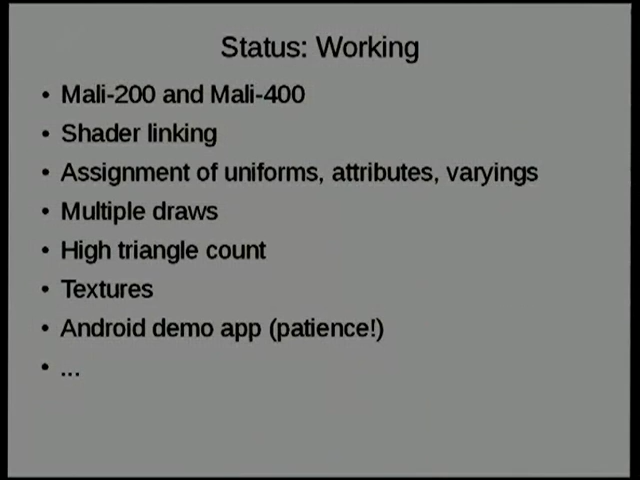 Status: Working
• Mali-200 and Mali-400
• Shader linking
• Assignment of uniforms, attributes, varyings
• Multiple draws
• High triangle count
• Textures
• Android demo app (patience!)
• ...